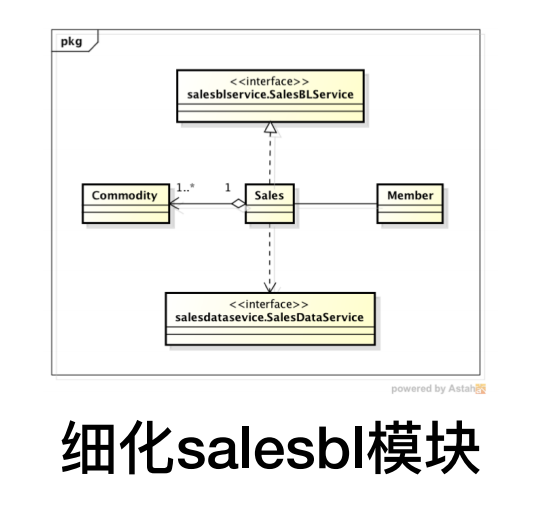 pkg
<<interface>>
salesblservice.SalesBLService
1..*
1
Commodity
Sales
Member
<<interface>>
salesdatasevice.SalesDataService
powered by Astah
细化salesbl模块